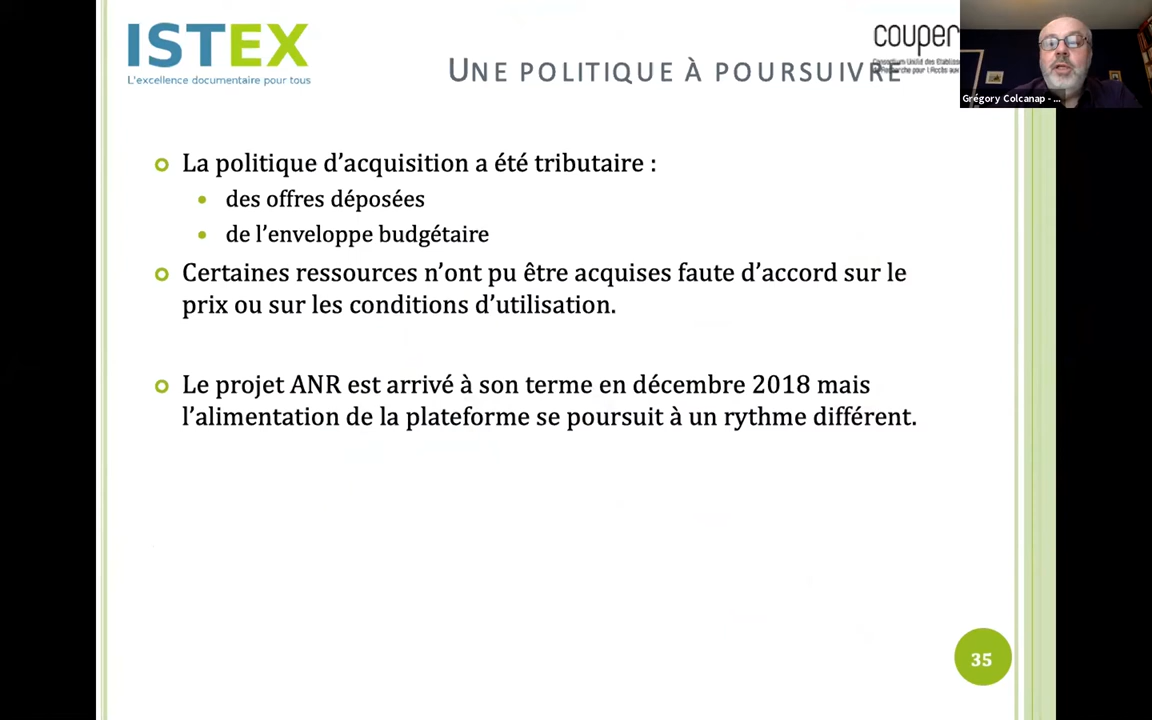 ISTEX
L'excellence documentaire pour tous
couper
UNE POLITIQUE À POURSUIVRE
Grégory Colcanap - ...
La politique d'acquisition a été tributaire :
des offres déposées
de l'enveloppe budgétaire
Certaines ressources n'ont pu être acquises faute d'accord sur le
prix ou sur les conditions d'utilisation.
Le projet ANR est arrivé à son terme en décembre 2018 mais
l'alimentation de la plateforme se poursuit à un rythme différent.
35